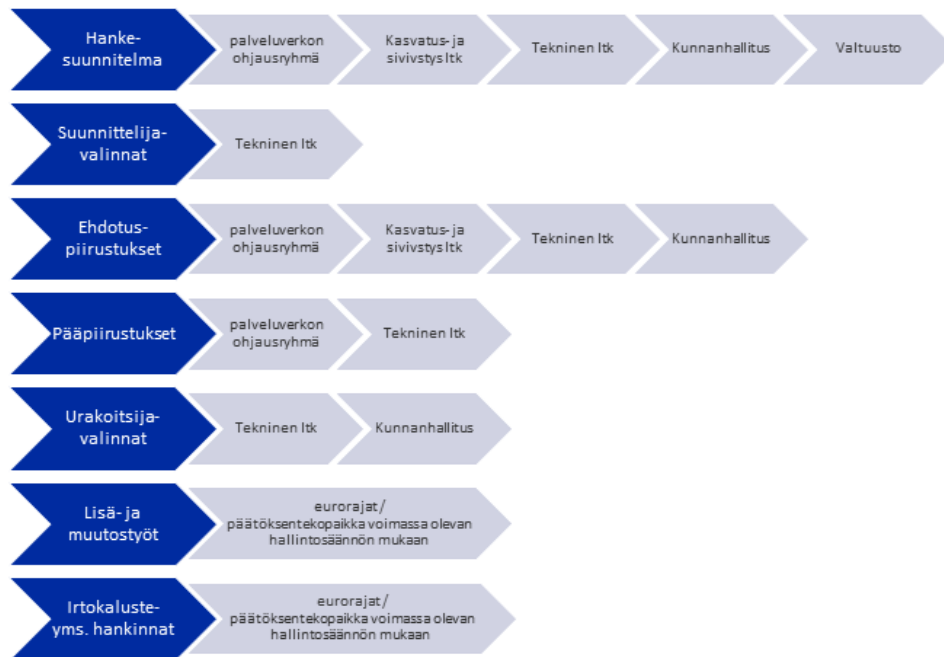 Hanke-
suunnitelma
palveluverkon
ohjausryhmä
Kasvatus- ja
sivivstys ltk
Tekninen ltk
Kunnanhallitus
Valtuusto
Suunnittelija-
valinnat
Tekninen ltk
Ehdotus-
piirustukset
palveluverkon
ohjausryhmä
Kasvatus- ja
sivivstys ltk
Tekninen ltk
Kunnanhallitus
Pääpiirustukset
palveluverkon
ohjausryhmä
Tekninen ltk
Urakoitsija-
valinnat
Tekninen ltk
Kunnanhallitus
Lisä- ja
muutostyöt
eurorajat/
päätöksentekopaikka voimassa olevan
hallintosäännön mukaan
Irtokaluste-
yms. hankinnat
eurorajat/
päätöksentekopaikka voimassa olevan
hallintosäännön mukaan